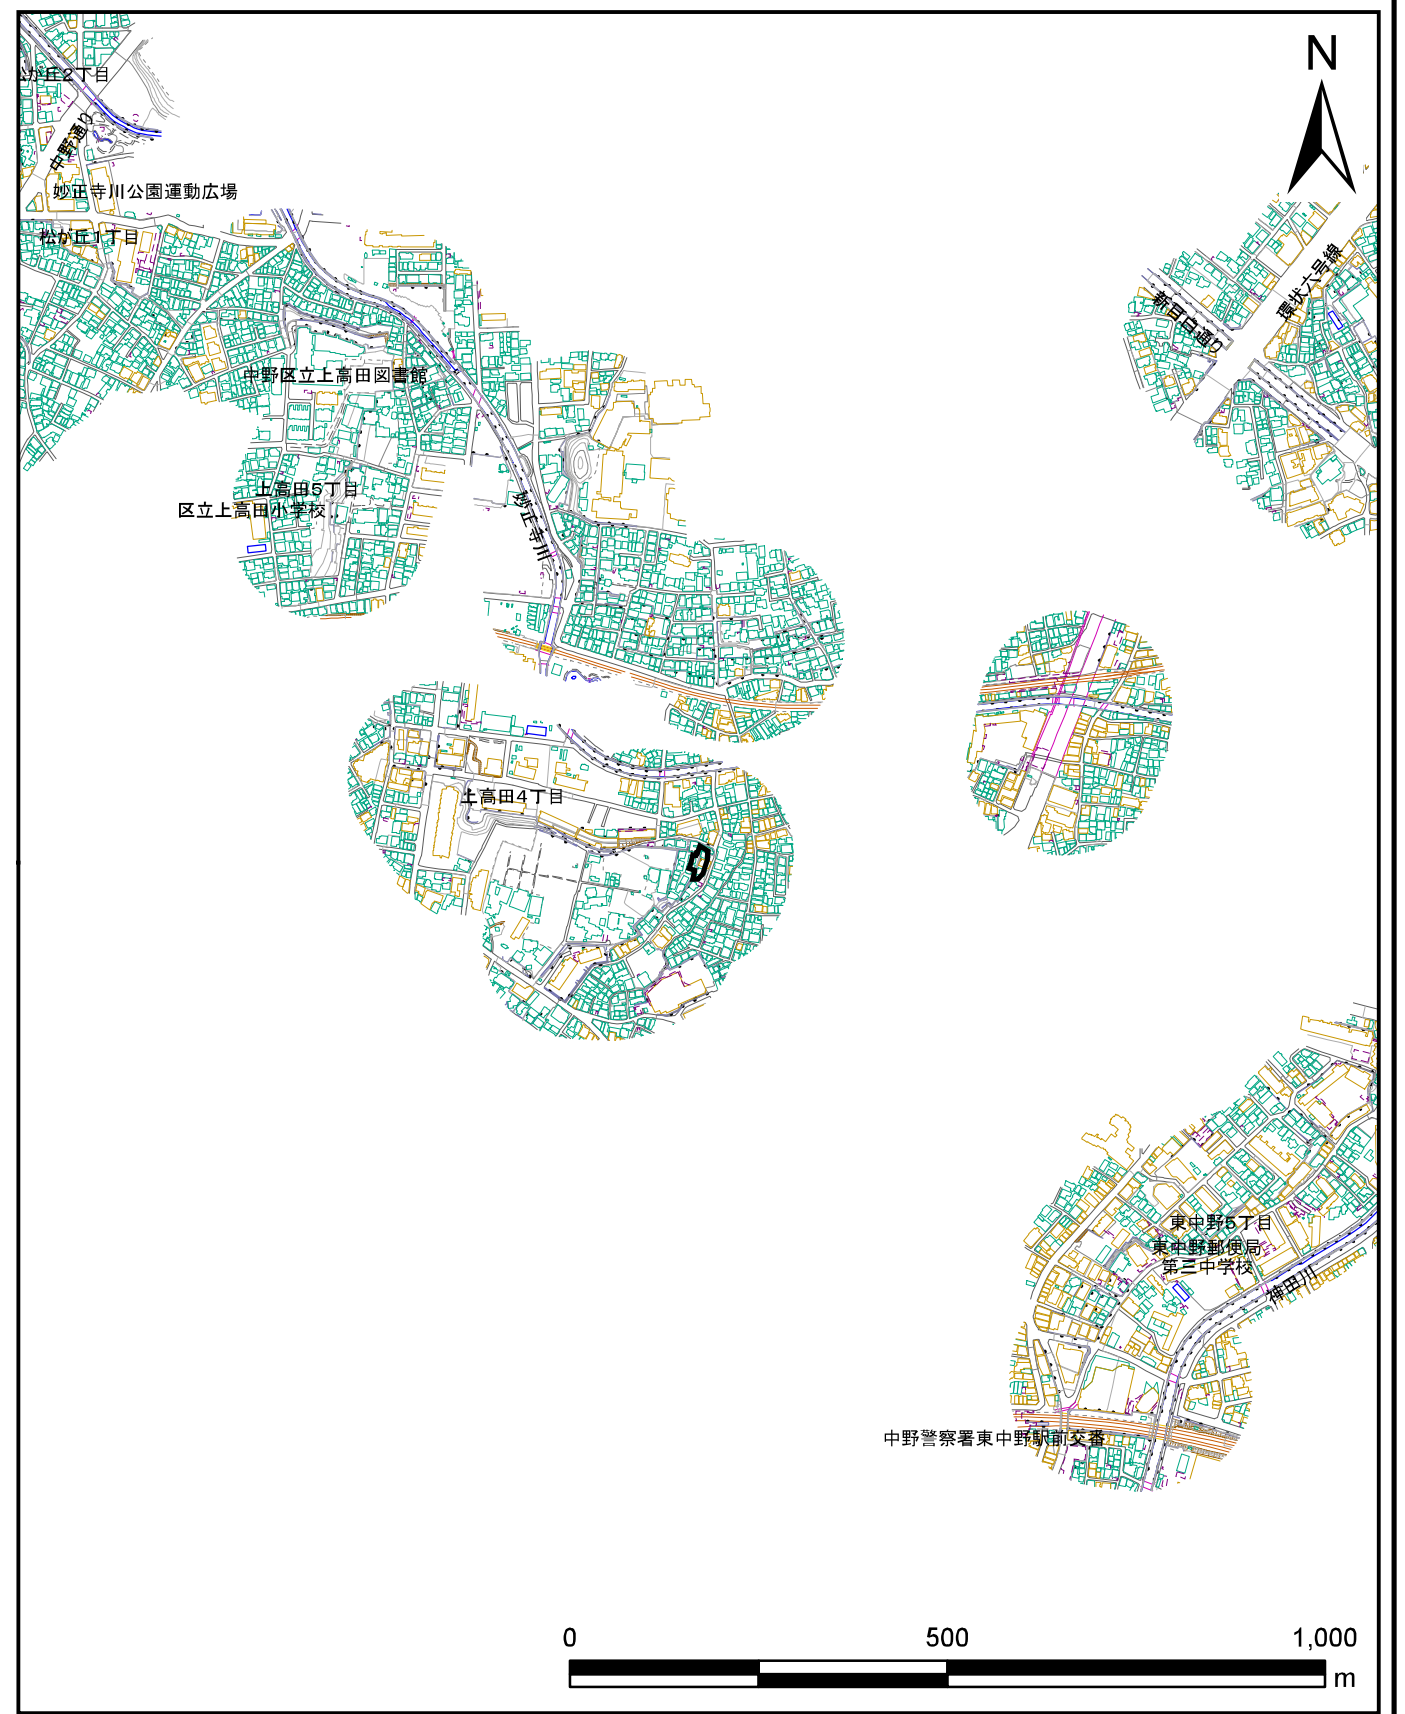 N
が丘2丁目
中野通り
妙正寺川公園運動広場
松が丘1丁目
環状六号線
新目白通り
中野区立上高田図書館
上高田5丁目
区立上高田小学校
妙正寺川
上高田4丁目
東中野5丁目
東中野郵便局
第三中学校
神田川
中野警察署東中野駅前交番
0 500 1,000
m